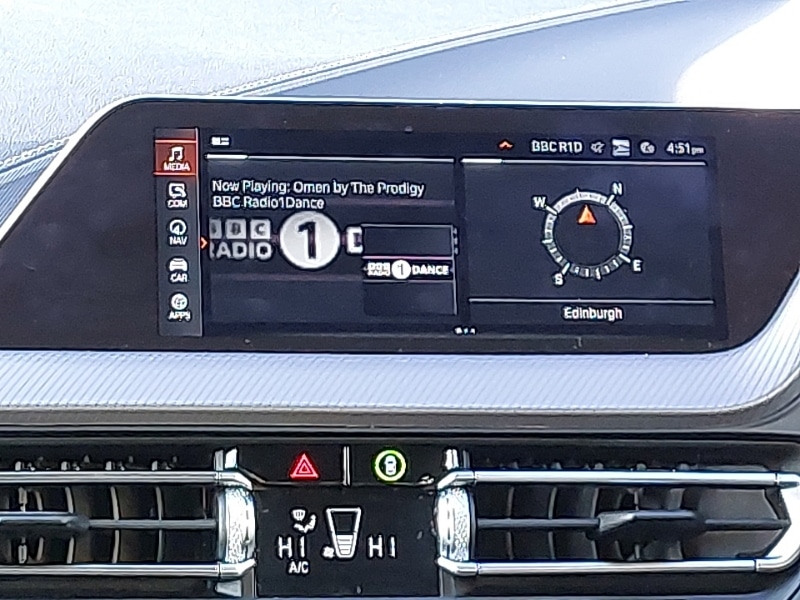 BBC R1D 4:51pm
MEDIA
COM
NAV
CAR
APPS
Now Playing: Omen by The Prodigy
BBC Radio1Dance
BBC
RADIO 1 D
BBC RADIO 1 DANCE
N
W
E
S
Edinburgh
HI HI
A/C